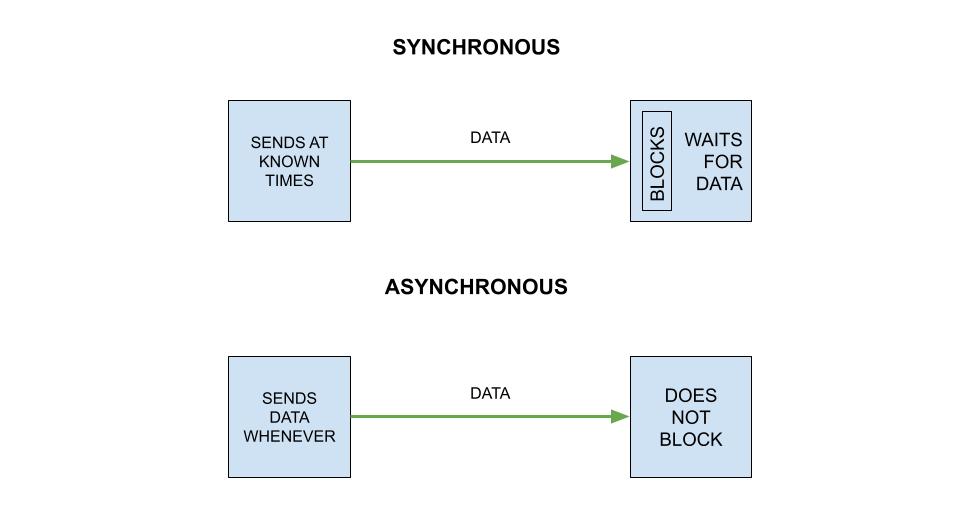 SYNCHRONOUS
SENDS AT
KNOWN
TIMES
DATA
BLOCKS
WAITS
FOR
DATA
ASYNCHRONOUS
SENDS
DATA
WHENEVER
DATA
DOES
NOT
BLOCK